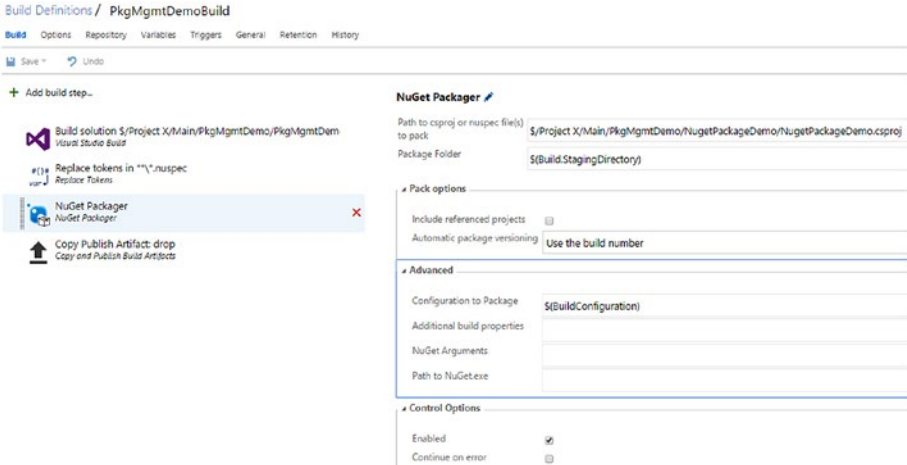 Build Definitions / PkgMgmtDemoBuild
Build Options Repository Variables Triggers General Retention History
Save Undo
+ Add build step...
Build solution $/Project X/Main/PkgMgmtDemo/PkgMgmtDem
Visual Studio Build
Replace tokens in **\*.nuspec
Replace Tokens
NuGet Packager
NuGet Packager
Copy Publish Artifact: drop
Copy and Publish Build Artifacts
NuGet Packager
Path to csproj or nuspec file(s)
to pack
$/Project X/Main/PkgMgmtDemo/NugetPackageDemo/NugetPackageDemo.csproj
Package Folder
$(Build.StagingDirectory)
Pack options
Include referenced projects
Automatic package versioning
Use the build number
Advanced
Configuration to Package
$(BuildConfiguration)
Additional build properties
NuGet Arguments
Path to NuGet.exe
Control Options
Enabled
Continue on error